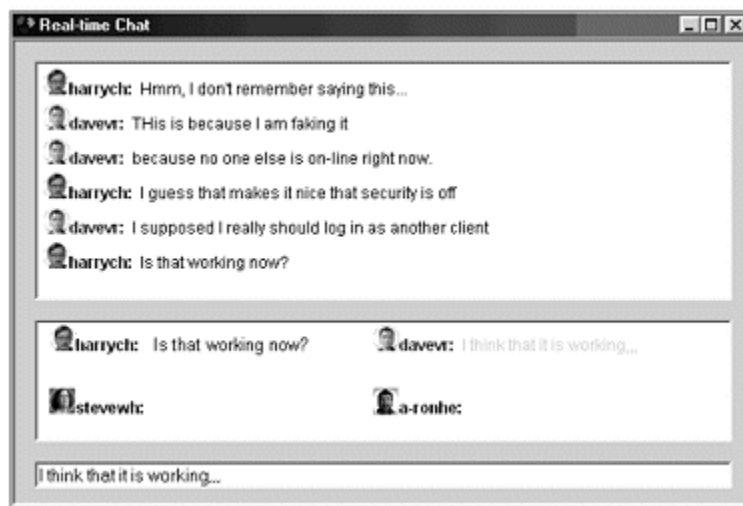 Real-time Chat
harrych: Hmm, I don't remember saying this...
davevr: THis is because I am faking it
davevr: because no one else is on-line right now.
harrych: I guess that makes it nice that security is off
davevr: I supposed I really should log in as another client
harrych: Is that working now?
harrych: Is that working now? davevr: I think that it is working...
stevewh: a-ronhe:
I think that it is working...